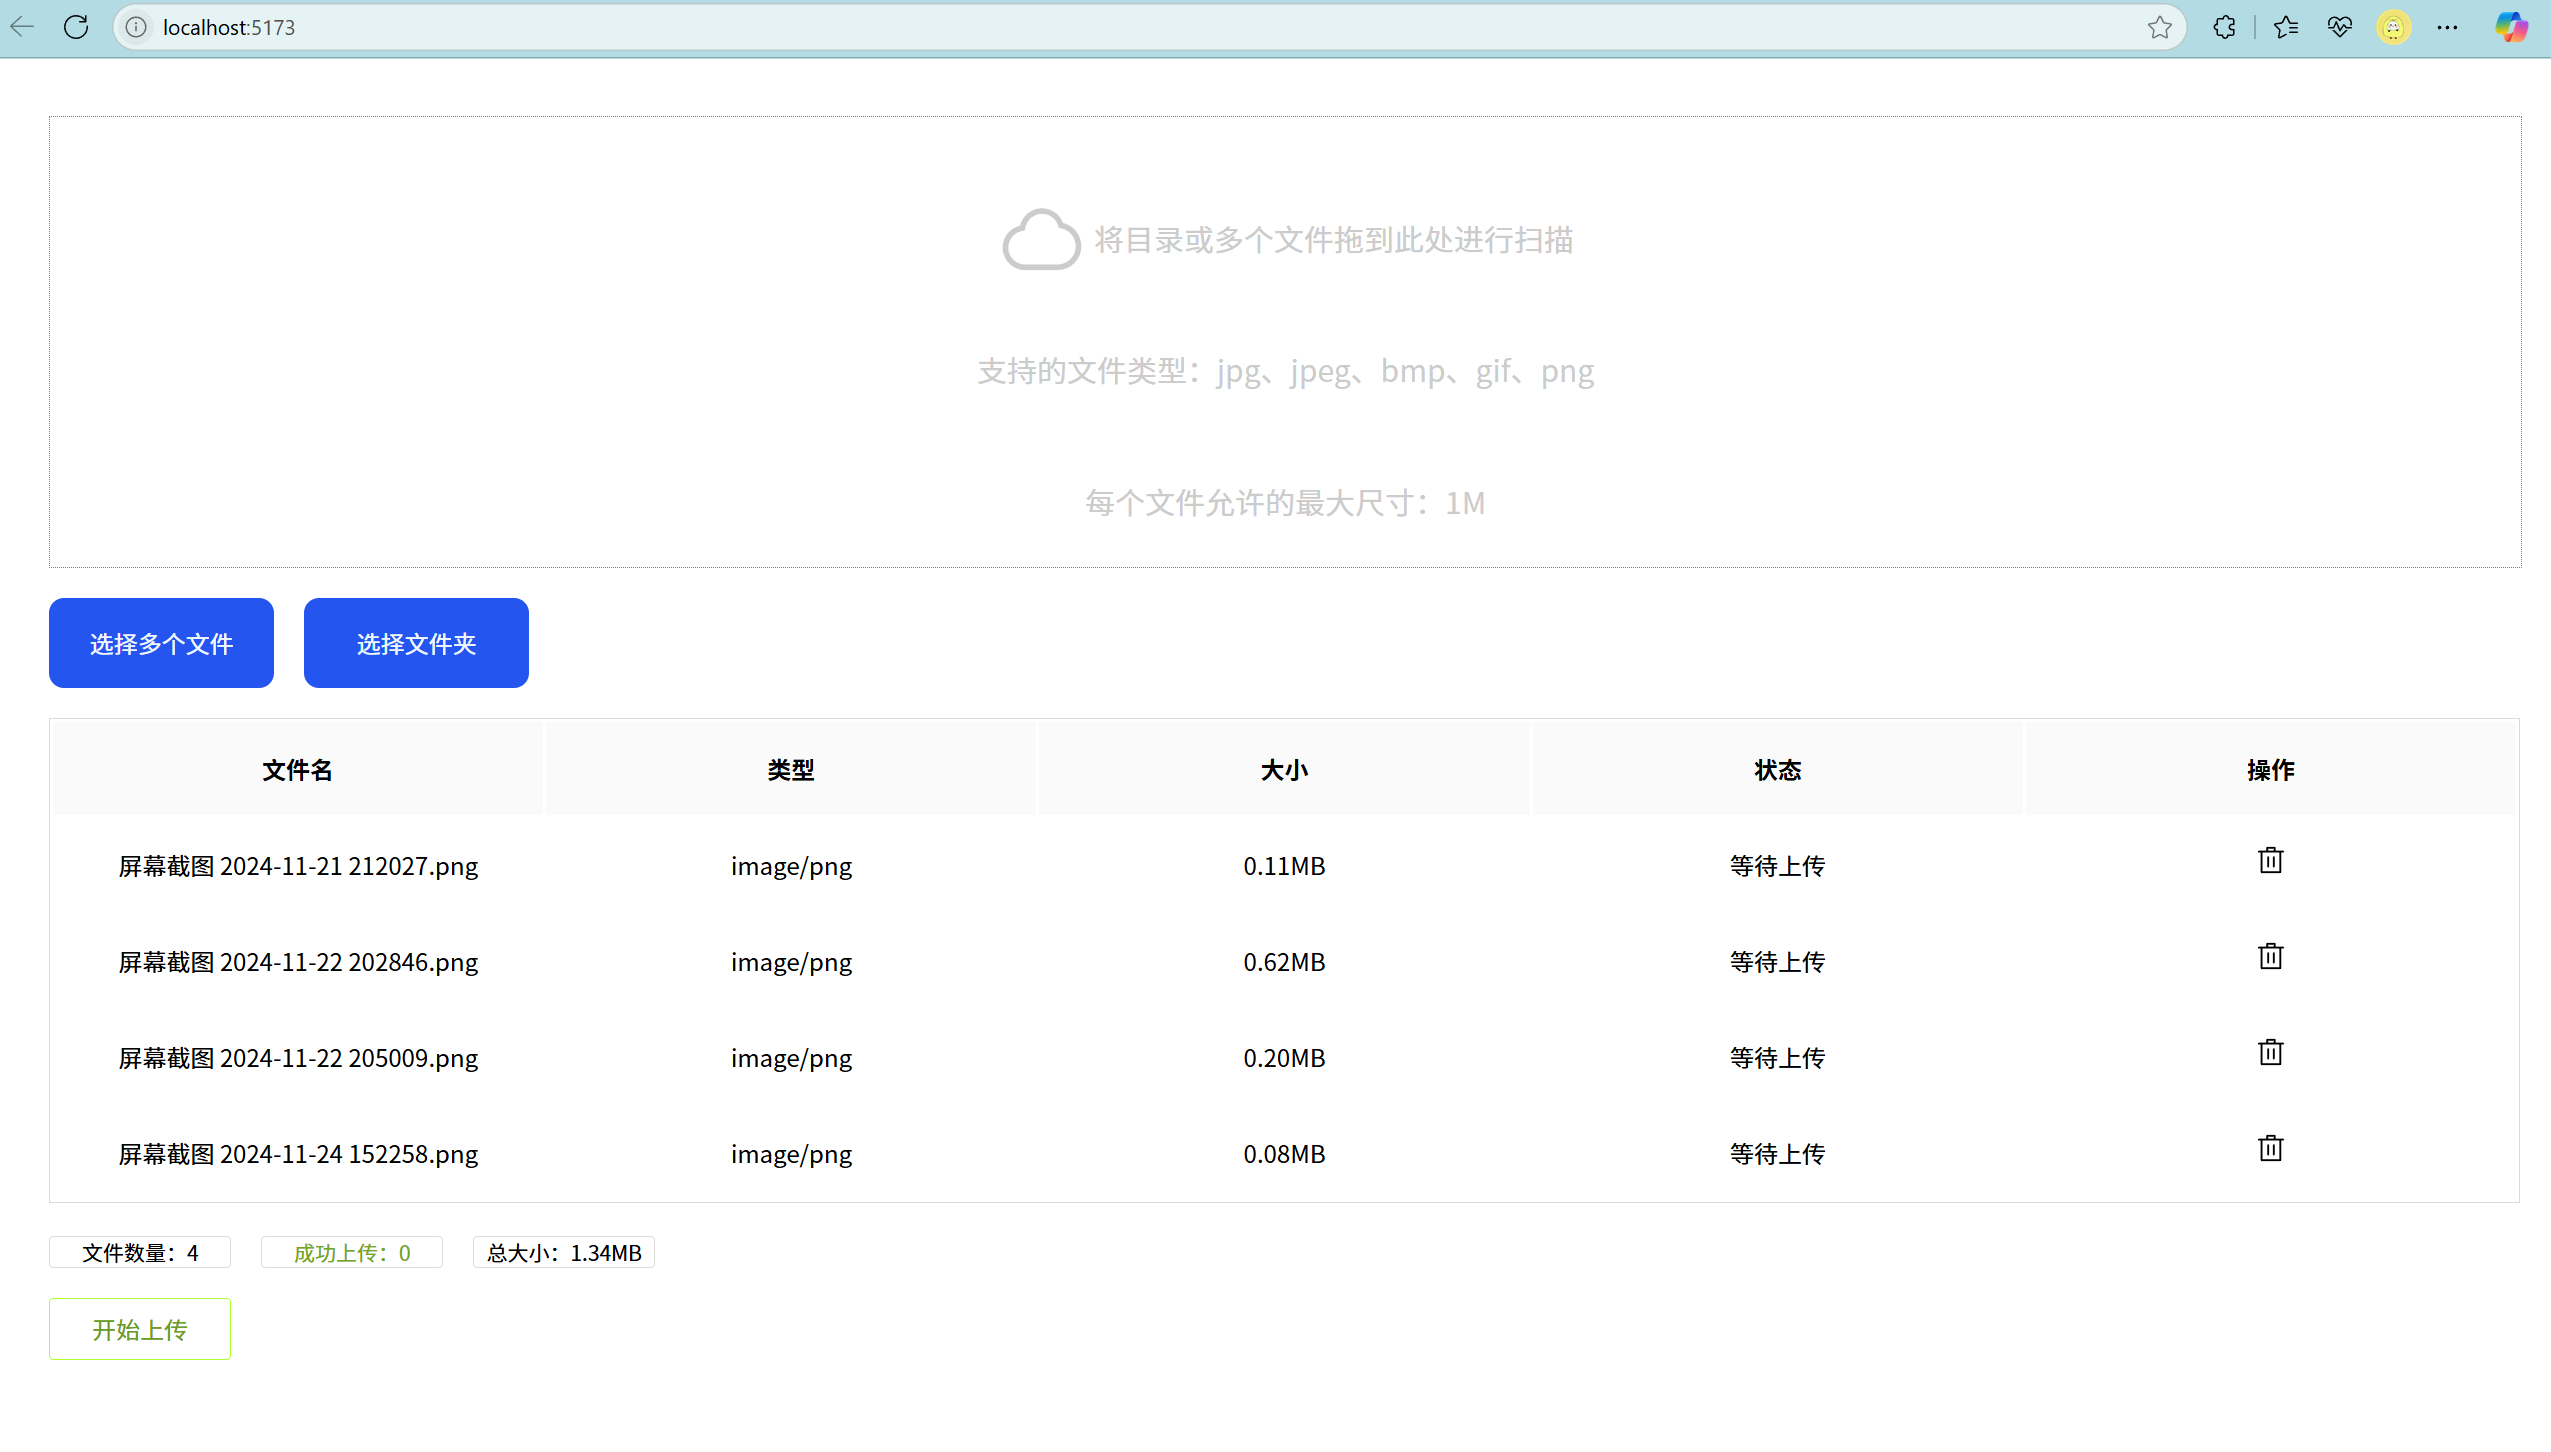 localhost:5173
将目录或多个文件拖到此处进行扫描
支持的文件类型：jpg、jpeg、bmp、gif、png
每个文件允许的最大尺寸：1M
选择多个文件 选择文件夹
文件名 类型 大小 状态 操作
屏幕截图 2024-11-21 212027.png image/png 0.11MB 等待上传
屏幕截图 2024-11-22 202846.png image/png 0.62MB 等待上传
屏幕截图 2024-11-22 205009.png image/png 0.20MB 等待上传
屏幕截图 2024-11-24 152258.png image/png 0.08MB 等待上传
文件数量：4 成功上传：0 总大小：1.34MB
开始上传